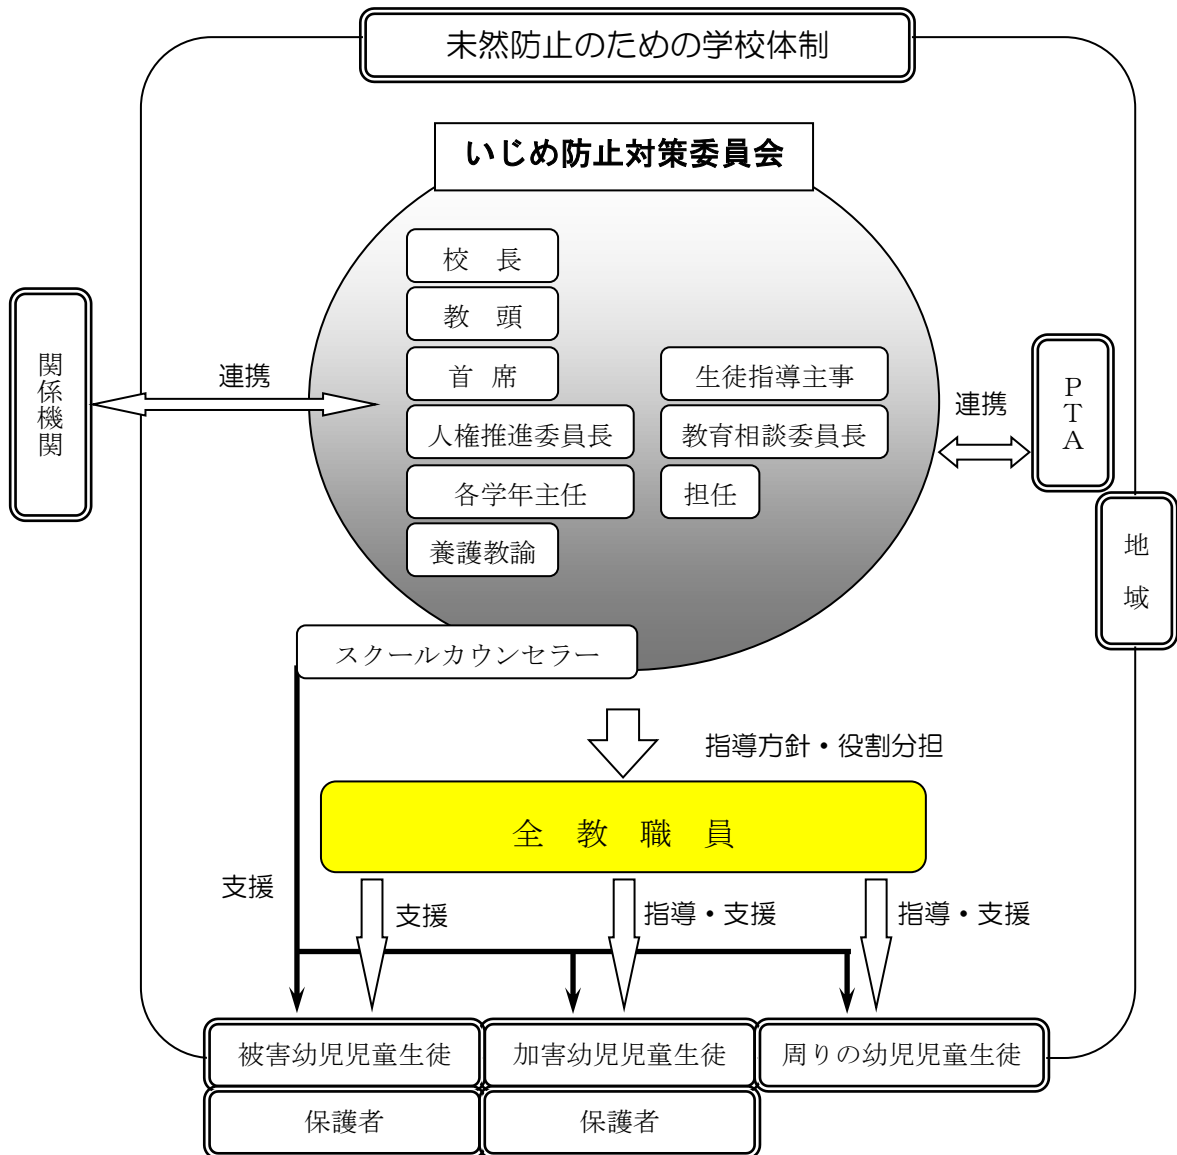 未然防止のための学校体制
いじめ防止対策委員会
校　長
教　頭
首 席
生徒指導主事
人権推進委員長
教育相談委員長
各学年主任
担任
養護教諭
スクールカウンセラー
関係機関
連携
連携
PTA
地域
指導方針・役割分担
全　教　職　員
支援
支援
指導・支援
指導・支援
被害幼児児童生徒
加害幼児児童生徒
周りの幼児児童生徒
保護者
保護者